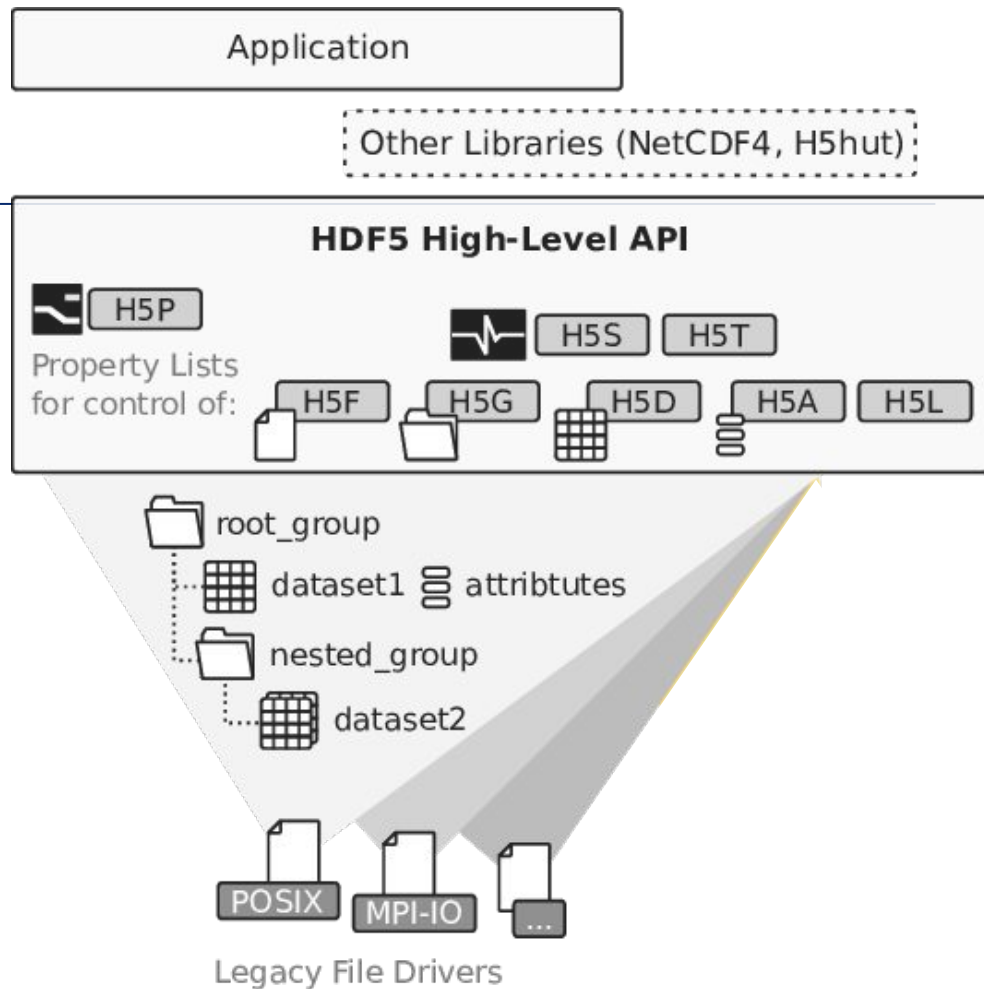 Application
Other Libraries (NetCDF4, H5hut)
HDF5 High-Level API
H5P
H5S H5T
Property Lists
for control of:
H5F H5G H5D H5A H5L
root_group
dataset1 attribtutes
nested_group
dataset2
POSIX MPI-IO ...
Legacy File Drivers